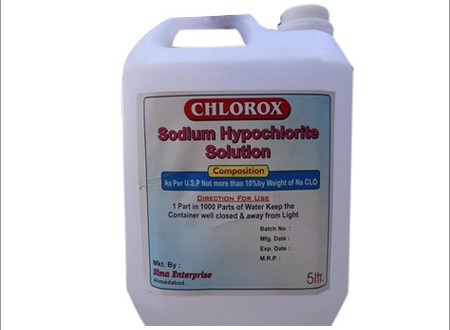 CHLOROX
Sodium Hypochlorite
Solution
Composition
As Per U.S.P Not more than 10%by Weight of Na CLO
DIRECTION FOR USE
1 Part in 1000 Parts of Water Keep the
Container well closed & away from Light
Batch No. :
Mfg. Date :
Exp. Date :
M.R.P. :
Mkt. By :
Sima Enterprise
Ahmedabad.
5ltr.